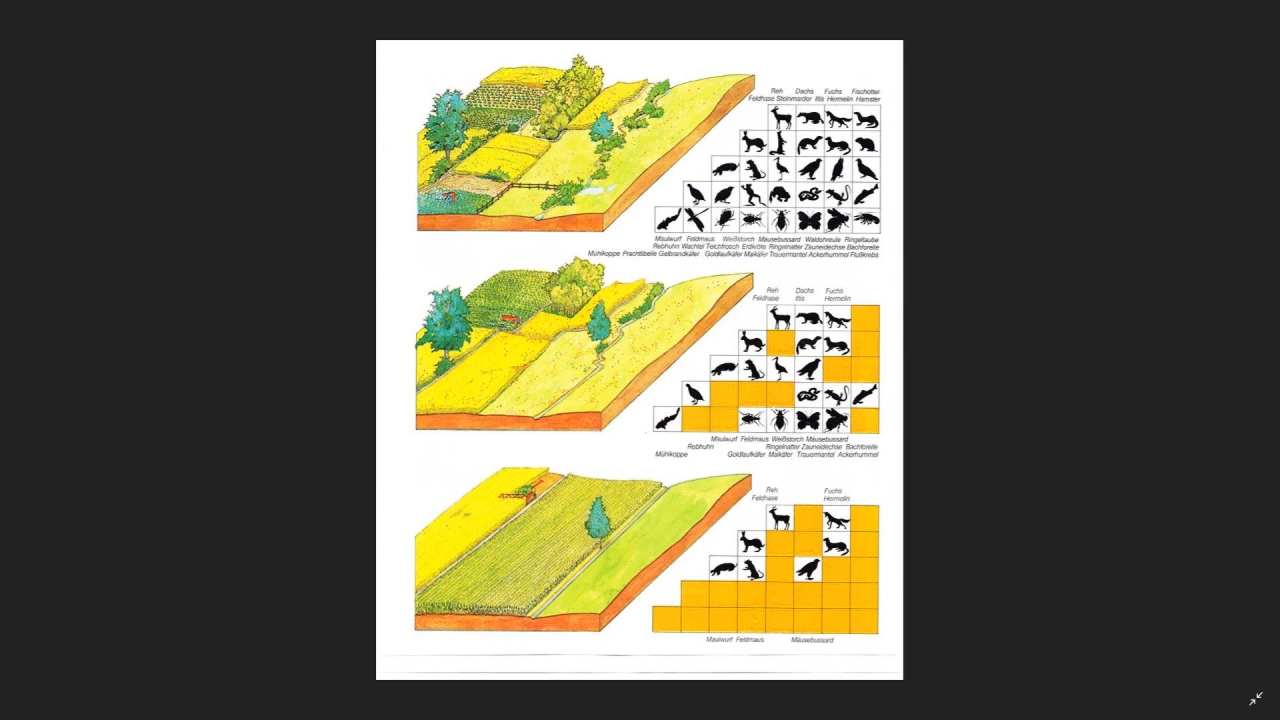 Reh Dachs Fuchs Fischotter
Feldhase Steinmarder Iltis Hermelin Hamster
Maulwurf Feldmaus Weißstorch Mäusebussard Waldohreule Ringeltaube
Rebhuhn Wachtel Teichfrosch Erdkröte Ringelnatter Zauneidechse Bachforelle
Mühlkoppe Prachtlibelle Gelbrandkäfer Goldlaufkäfer Maikäfer Trauermantel Ackerhummel Flußkrebs
Reh Dachs Fuchs
Feldhase Iltis Hermelin
Maulwurf Feldmaus Weißstorch Mäusebussard
Rebhuhn Ringelnatter Zauneidechse Bachforelle
Mühlkoppe Goldlaufkäfer Maikäfer Trauermantel Ackerhummel
Reh Fuchs
Feldhase Hermelin
Maulwurf Feldmaus Mäusebussard